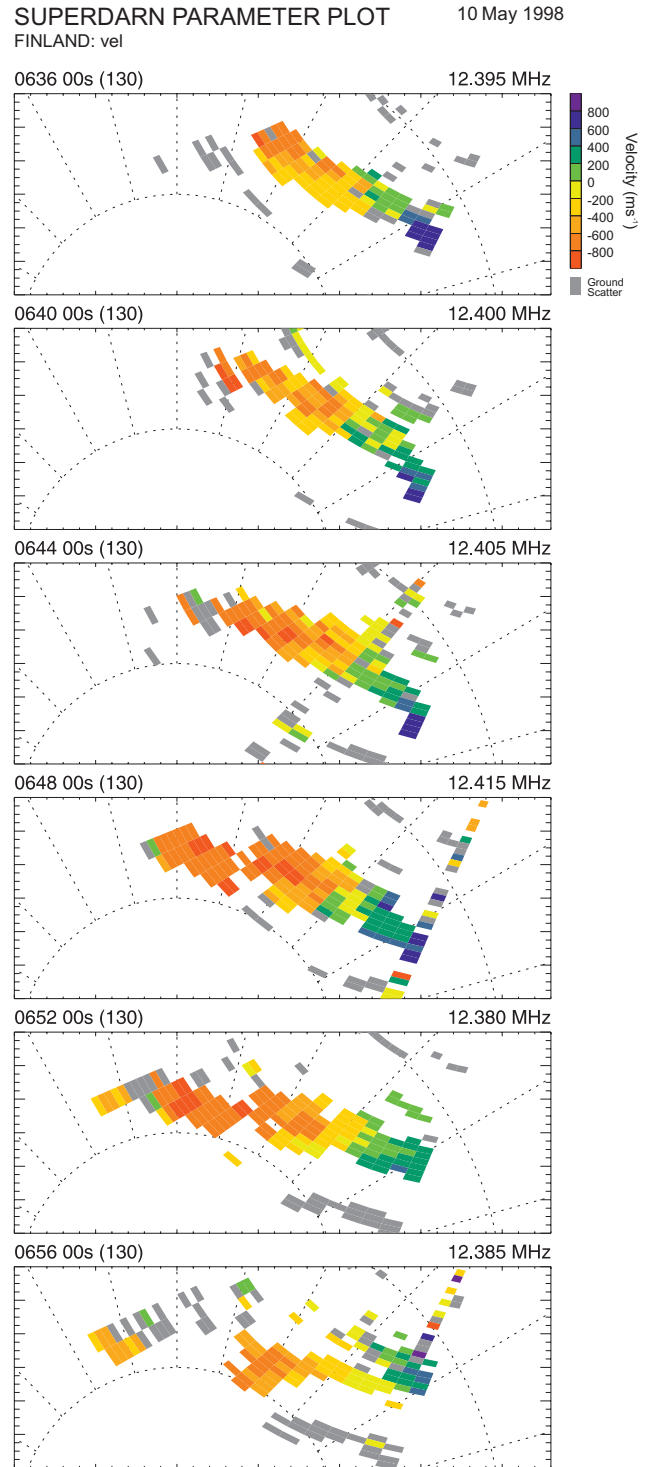 SUPERDARN PARAMETER PLOT 10 May 1998
FINLAND: vel
0636 00s (130) 12.395 MHz
800
600
400
200
0
-200
-400
-600
-800
Velocity (ms⁻¹)
Ground
Scatter
0640 00s (130) 12.400 MHz
0644 00s (130) 12.405 MHz
0648 00s (130) 12.415 MHz
0652 00s (130) 12.380 MHz
0656 00s (130) 12.385 MHz